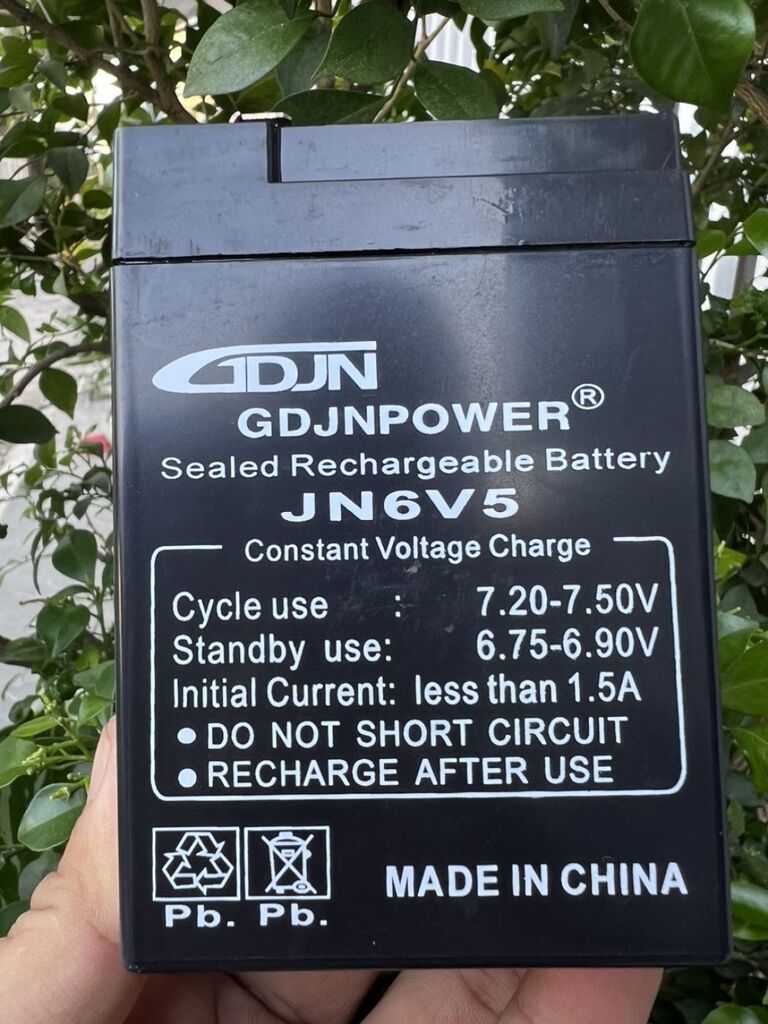 GDJN
GDJNPOWER®
Sealed Rechargeable Battery
JN6V5
Constant Voltage Charge
Cycle use : 7.20-7.50V
Standby use: 6.75-6.90V
Initial Current: less than 1.5A
• DO NOT SHORT CIRCUIT
• RECHARGE AFTER USE
Pb. Pb.
MADE IN CHINA